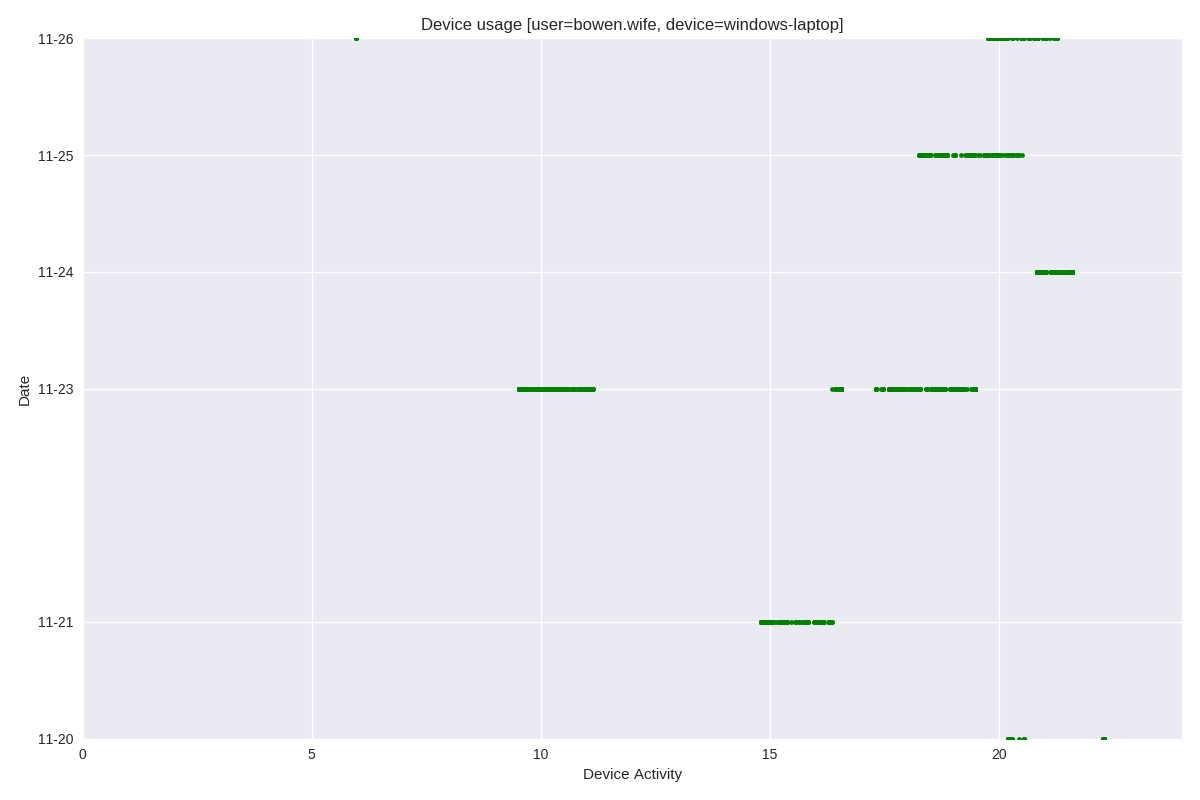 Device usage [user=bowen.wife, device=windows-laptop]
11-26
11-25
11-24
11-23
11-21
11-20
Date
0 5 10 15 20
Device Activity